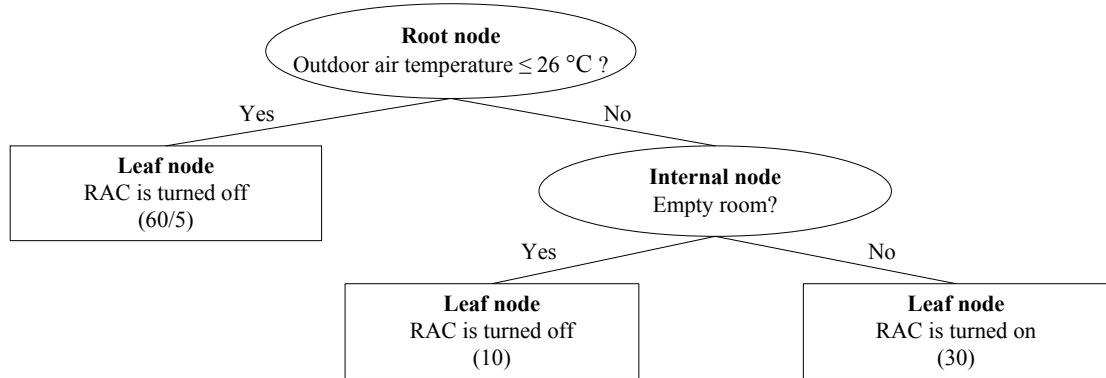 Root node
Outdoor air temperature ≤ 26 °C ?
Yes
No
Leaf node
RAC is turned off
(60/5)
Internal node
Empty room?
Yes
No
Leaf node
RAC is turned off
(10)
Leaf node
RAC is turned on
(30)